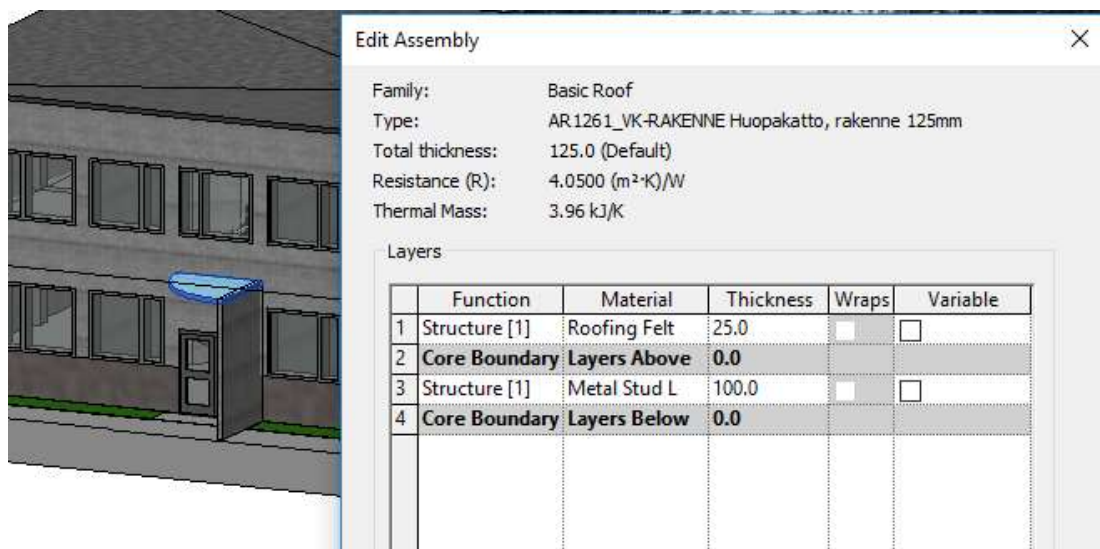 Edit Assembly
Family: Basic Roof
Type: AR1261_VK-RAKENNE Huopakatto, rakenne 125mm
Total thickness: 125.0 (Default)
Resistance (R): 4.0500 (m²·K)/W
Thermal Mass: 3.96 kJ/K
Layers
Function Material Thickness Wraps Variable
1 Structure [1] Roofing Felt 25.0
2 Core Boundary Layers Above 0.0
3 Structure [1] Metal Stud L 100.0
4 Core Boundary Layers Below 0.0